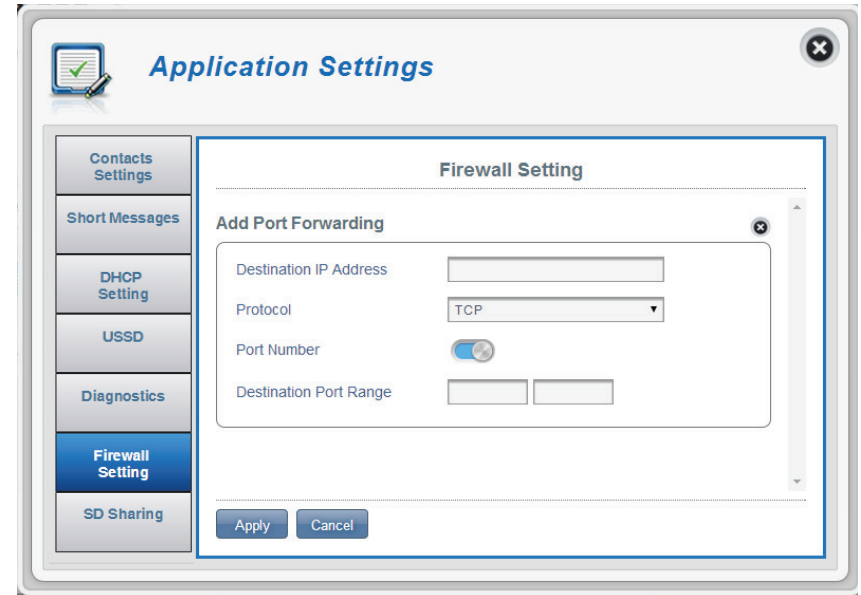 Application Settings
Contacts
Settings
Short Messages
DHCP
Setting
USSD
Diagnostics
Firewall
Setting
SD Sharing
Firewall Setting
Add Port Forwarding
Destination IP Address
Protocol TCP
Port Number
Destination Port Range
Apply Cancel